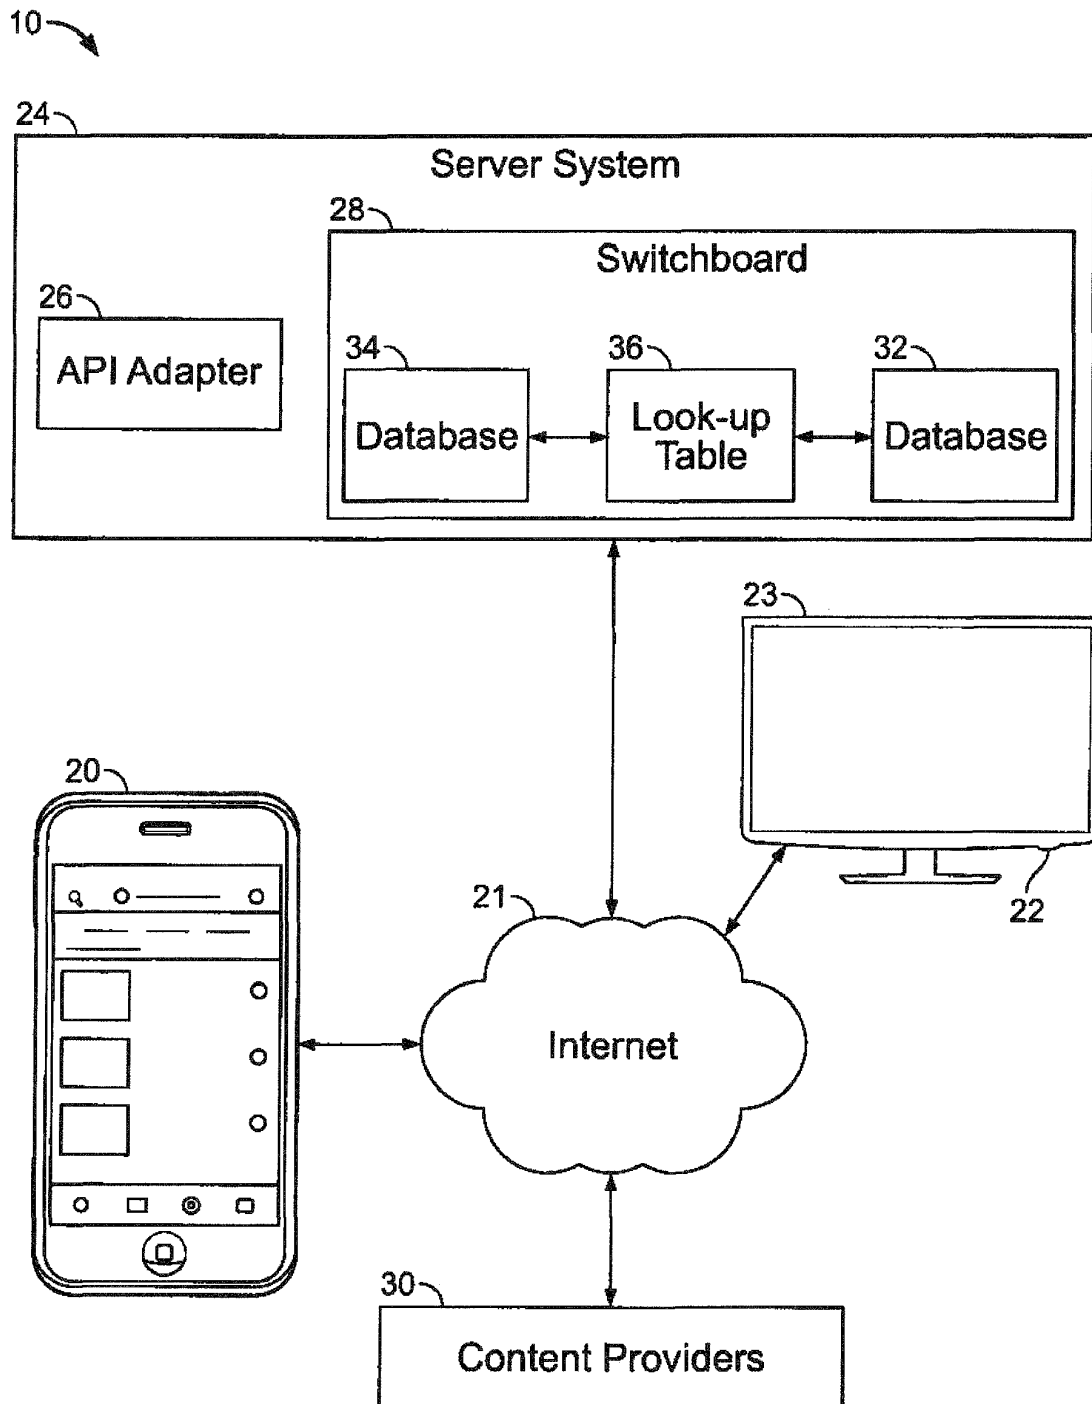 10
24
Server System
28
Switchboard
26
API Adapter
34
Database
36
Look-up
Table
32
Database
23
20
22
21
Internet
30
Content Providers